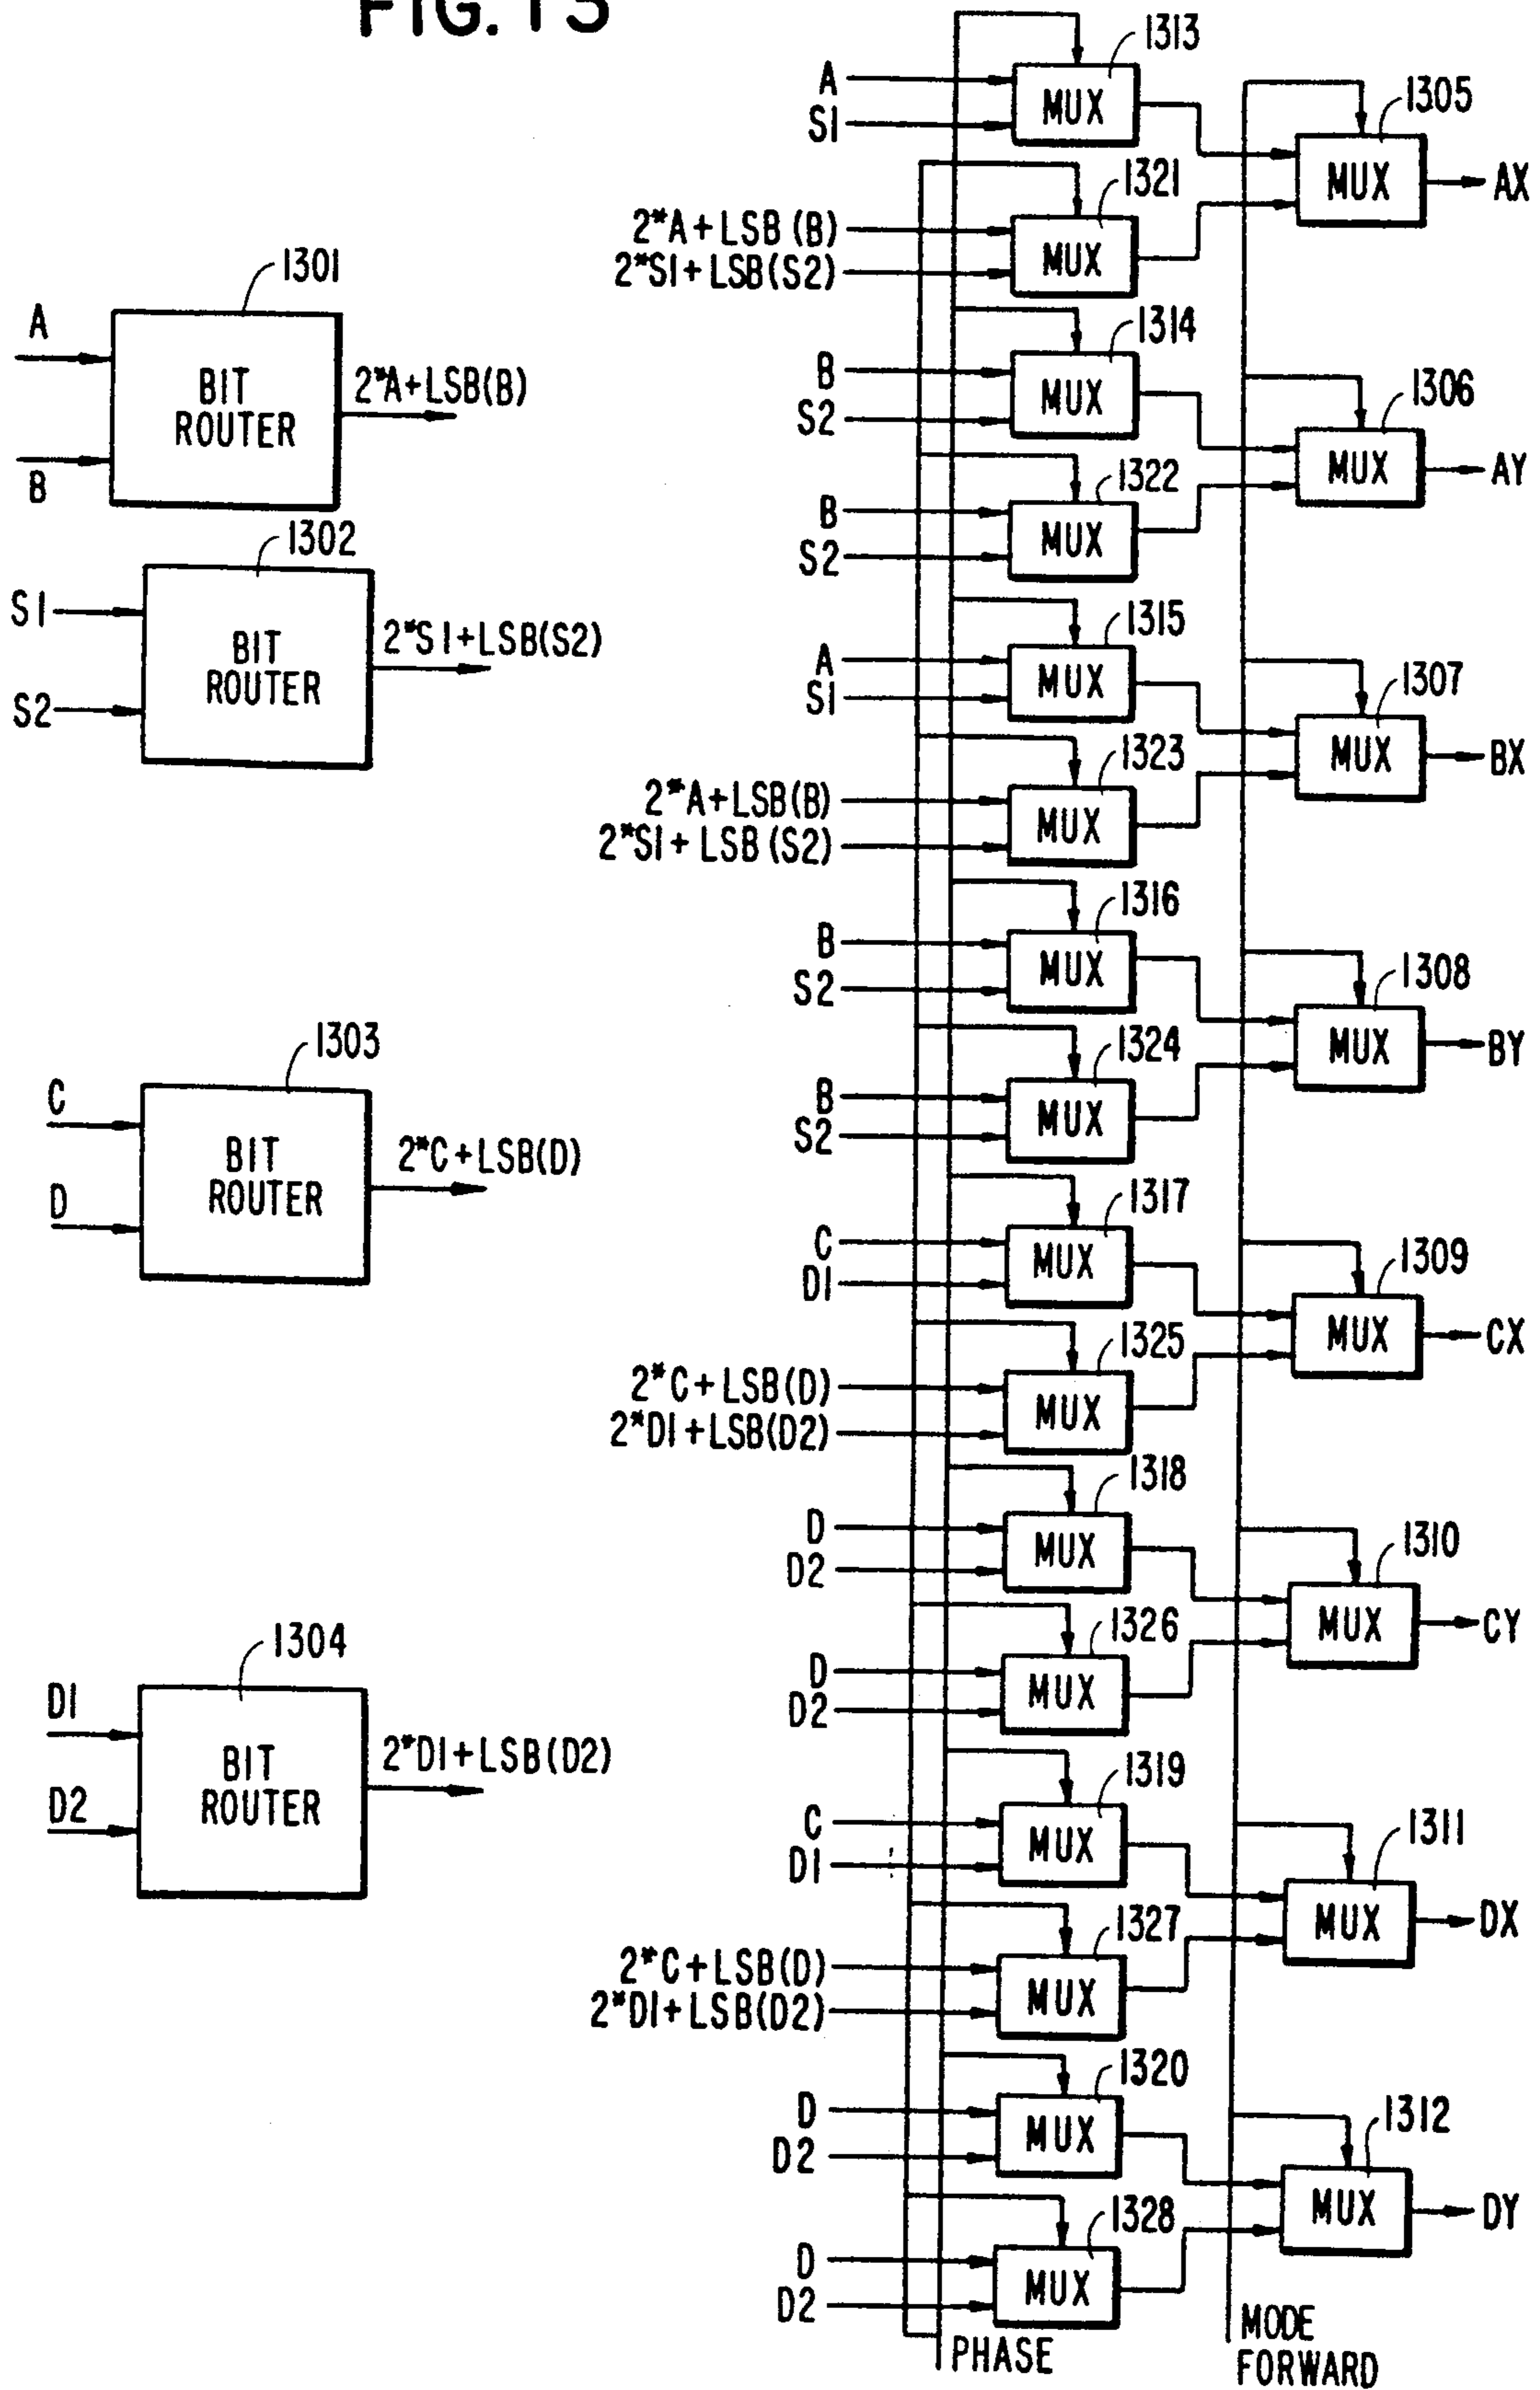 FIG. 13
1301
A
B
BIT
ROUTER
2*A+LSB(B)
1302
S1
S2
BIT
ROUTER
2*S1+LSB(S2)
1303
C
D
BIT
ROUTER
2*C+LSB(D)
1304
D1
D2
BIT
ROUTER
2*D1+LSB(D2)
A
S1
MUX
1313
2*A+LSB(B)
2*S1+LSB(S2)
MUX
1321
MUX
1305
AX
B
S2
MUX
1314
B
S2
MUX
1322
MUX
1306
AY
A
S1
MUX
1315
2*A+LSB(B)
2*S1+LSB(S2)
MUX
1323
MUX
1307
BX
B
S2
MUX
1316
B
S2
MUX
1324
MUX
1308
BY
C
D1
MUX
1317
2*C+LSB(D)
2*D1+LSB(D2)
MUX
1325
MUX
1309
CX
D
D2
MUX
1318
D
D2
MUX
1326
MUX
1310
CY
C
D1
MUX
1319
2*C+LSB(D)
2*D1+LSB(D2)
MUX
1327
MUX
1311
DX
D
D2
MUX
1320
D
D2
MUX
1328
MUX
1312
DY
PHASE
MODE
FORWARD